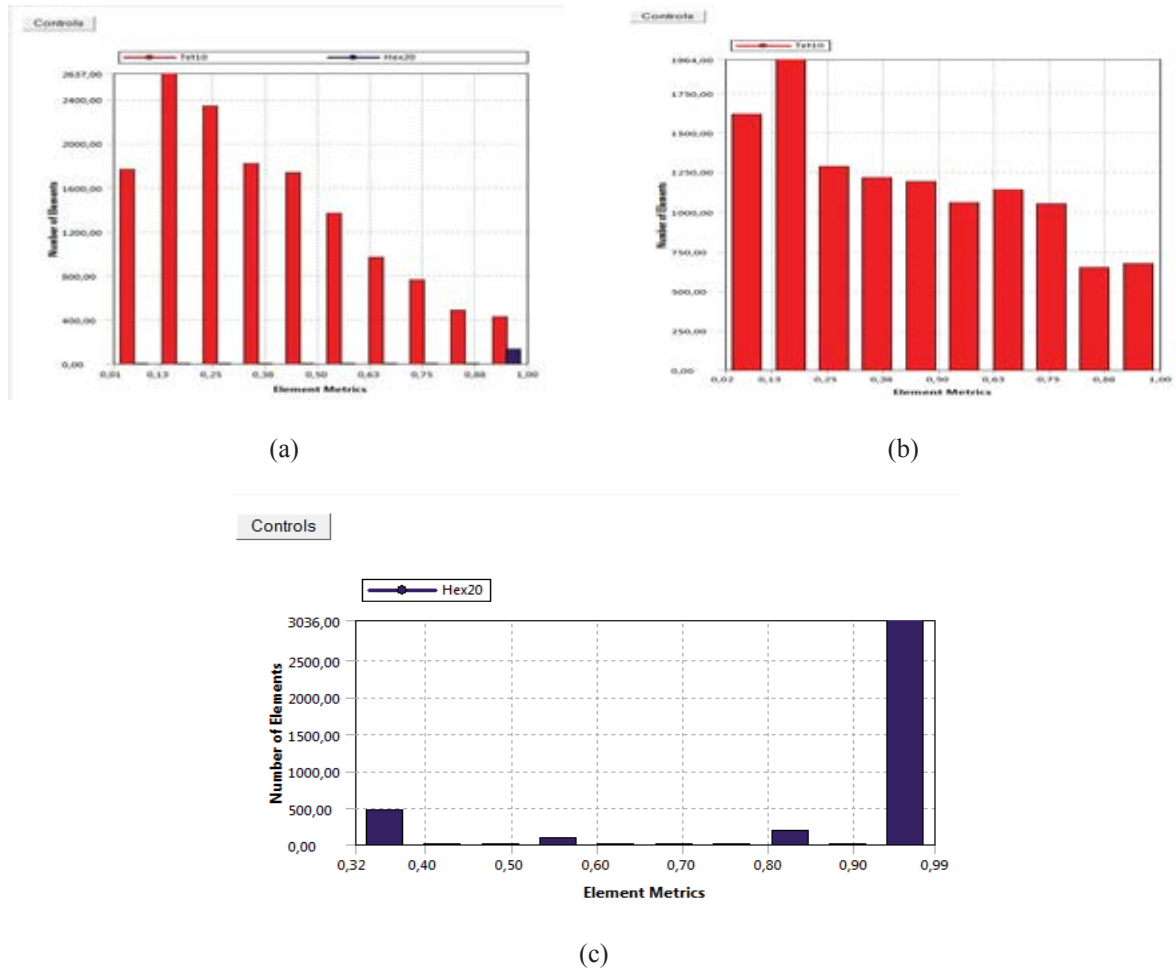 Controls
Tet10 Hex20
2637,00
2400,00
2000,00
1600,00
1200,00
800,00
400,00
0,00
Number of Elements
0,01 0,13 0,25 0,38 0,50 0,63 0,75 0,88 1,00
Element Metrics
(a)
Controls
Tet10
1964,00
1750,00
1500,00
1250,00
1000,00
750,00
500,00
250,00
0,00
Number of Elements
0,02 0,13 0,25 0,38 0,50 0,63 0,75 0,88 1,00
Element Metrics
(b)
Controls
Hex20
3036,00
2500,00
2000,00
1500,00
1000,00
500,00
0,00
Number of Elements
0,32 0,40 0,50 0,60 0,70 0,80 0,90 0,99
Element Metrics
(c)